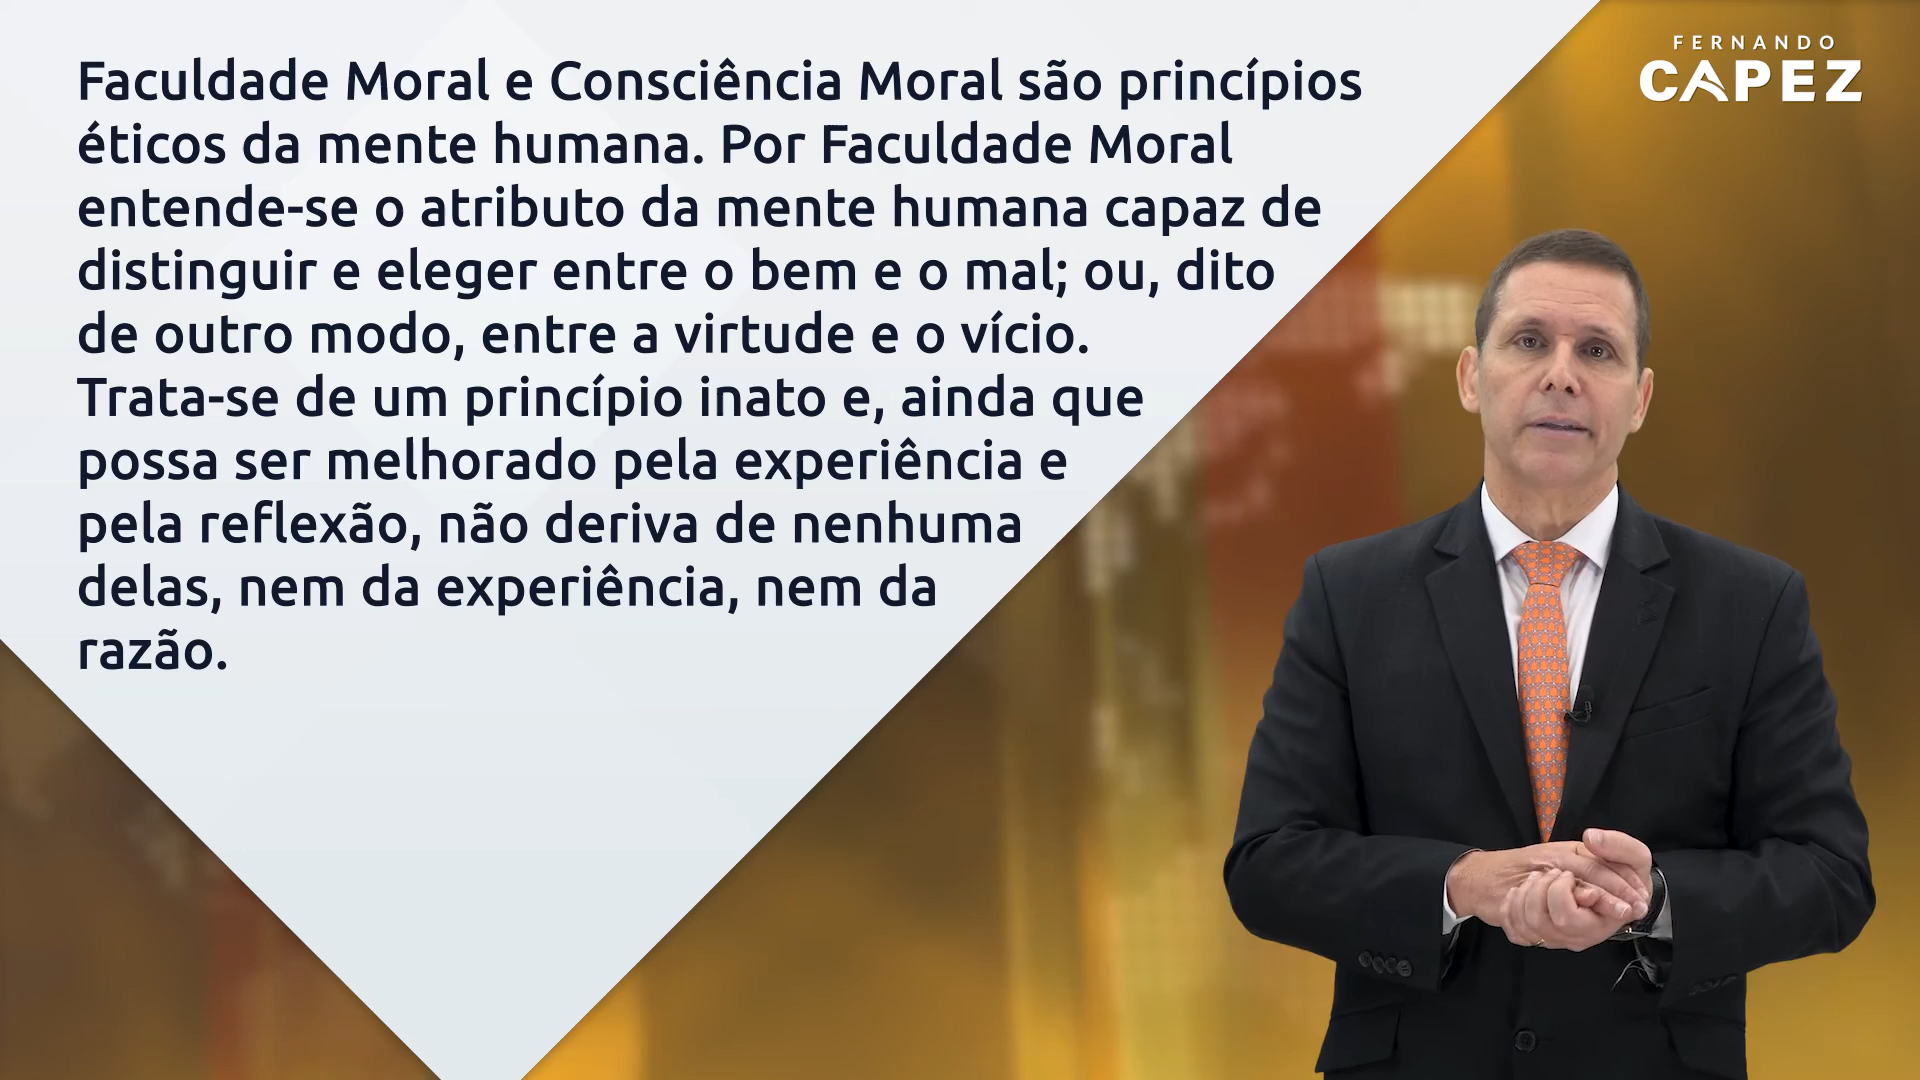 Faculdade Moral e Consciência Moral são princípios
éticos da mente humana. Por Faculdade Moral
entende-se o atributo da mente humana capaz de
distinguir e eleger entre o bem e o mal; ou, dito
de outro modo, entre a virtude e o vício.
Trata-se de um princípio inato e, ainda que
possa ser melhorado pela experiência e
pela reflexão, não deriva de nenhuma
delas, nem da experiência, nem da
razão.
FERNANDO
CAPEZ